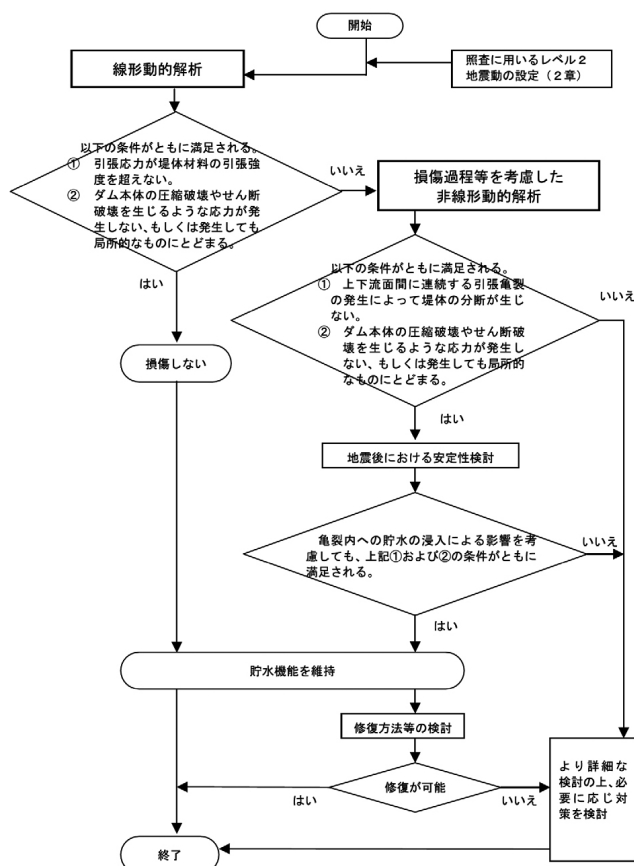 開始
線形動的解析
照査に用いるレベル２
地震動の設定（２章）
以下の条件がともに満足される。
① 引張応力が堤体材料の引張強
度を超えない。
② ダム本体の圧縮破壊やせん断
破壊を生じるような応力が発
生しない、もしくは発生しても
局所的なものにとどまる。
いいえ
損傷過程等を考慮した
非線形動的解析
はい
以下の条件がともに満足される。
① 上下流面間に連続する引張亀裂
の発生によって堤体の分断が生じ
ない。
② ダム本体の圧縮破壊やせん断破
壊を生じるような応力が発生し
ない、もしくは発生しても局所的
なものにとどまる。
いいえ
損傷しない
はい
地震後における安定性検討
亀裂内への貯水の浸入による影響を考
慮しても、上記①および②の条件がともに
満足される。
いいえ
はい
貯水機能を維持
修復方法等の検討
修復が可能
はい
いいえ
より詳細な
検討の上、必
要に応じ対
策を検討
終了